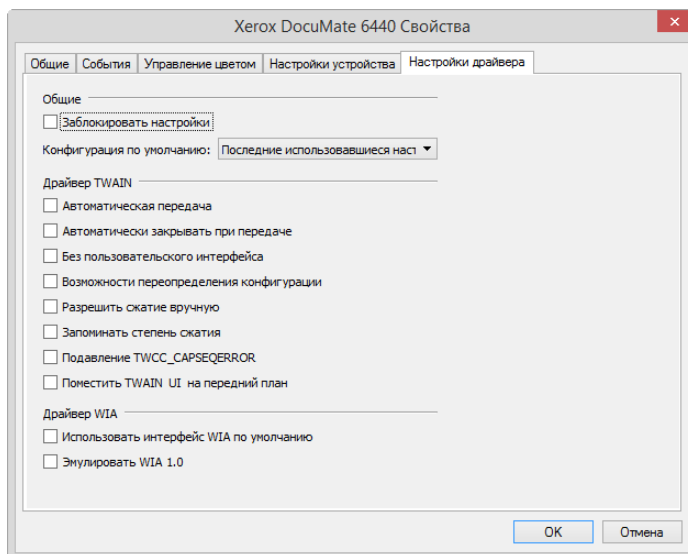 Xerox DocuMate 6440 Свойства
Общие События Управление цветом Настройки устройства Настройки драйвера
Общие
Заблокировать настройки
Конфигурация по умолчанию: Последние использовавшиеся наст
Драйвер TWAIN
Автоматическая передача
Автоматически закрывать при передаче
Без пользовательского интерфейса
Возможности переопределения конфигурации
Разрешить сжатие вручную
Запоминать степень сжатия
Подавление TWCC_CAPSEQERROR
Поместить TWAIN UI на передний план
Драйвер WIA
Использовать интерфейс WIA по умолчанию
Эмулировать WIA 1.0
OK Отмена